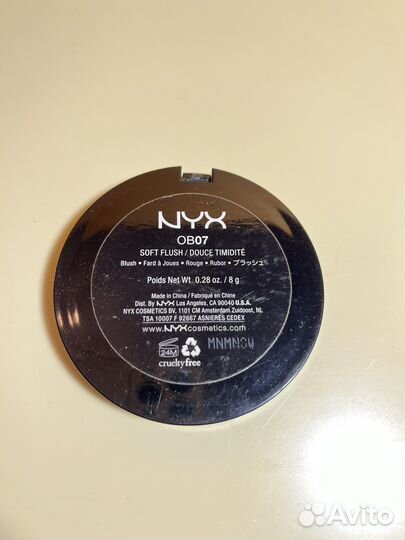 NYX
OB07
SOFT FLUSH / DOUCE TIMIDITÉ
Blush • Fard à Joues • Rouge • Rubor • ブラッシュ
Poids Net Wt. 0.28 oz. / 8 g
Made in China / Fabriqué en Chine
Dist. By NYX Los Angeles, CA 90040 U.S.A.
NYX COSMETICS BV, 1101 CM Amsterdam Zuidoost, NL
TSA 10007 F 92667 ASNIERES CEDEX
www.NYXcosmetics.com
24M
crueltyfree
Avito